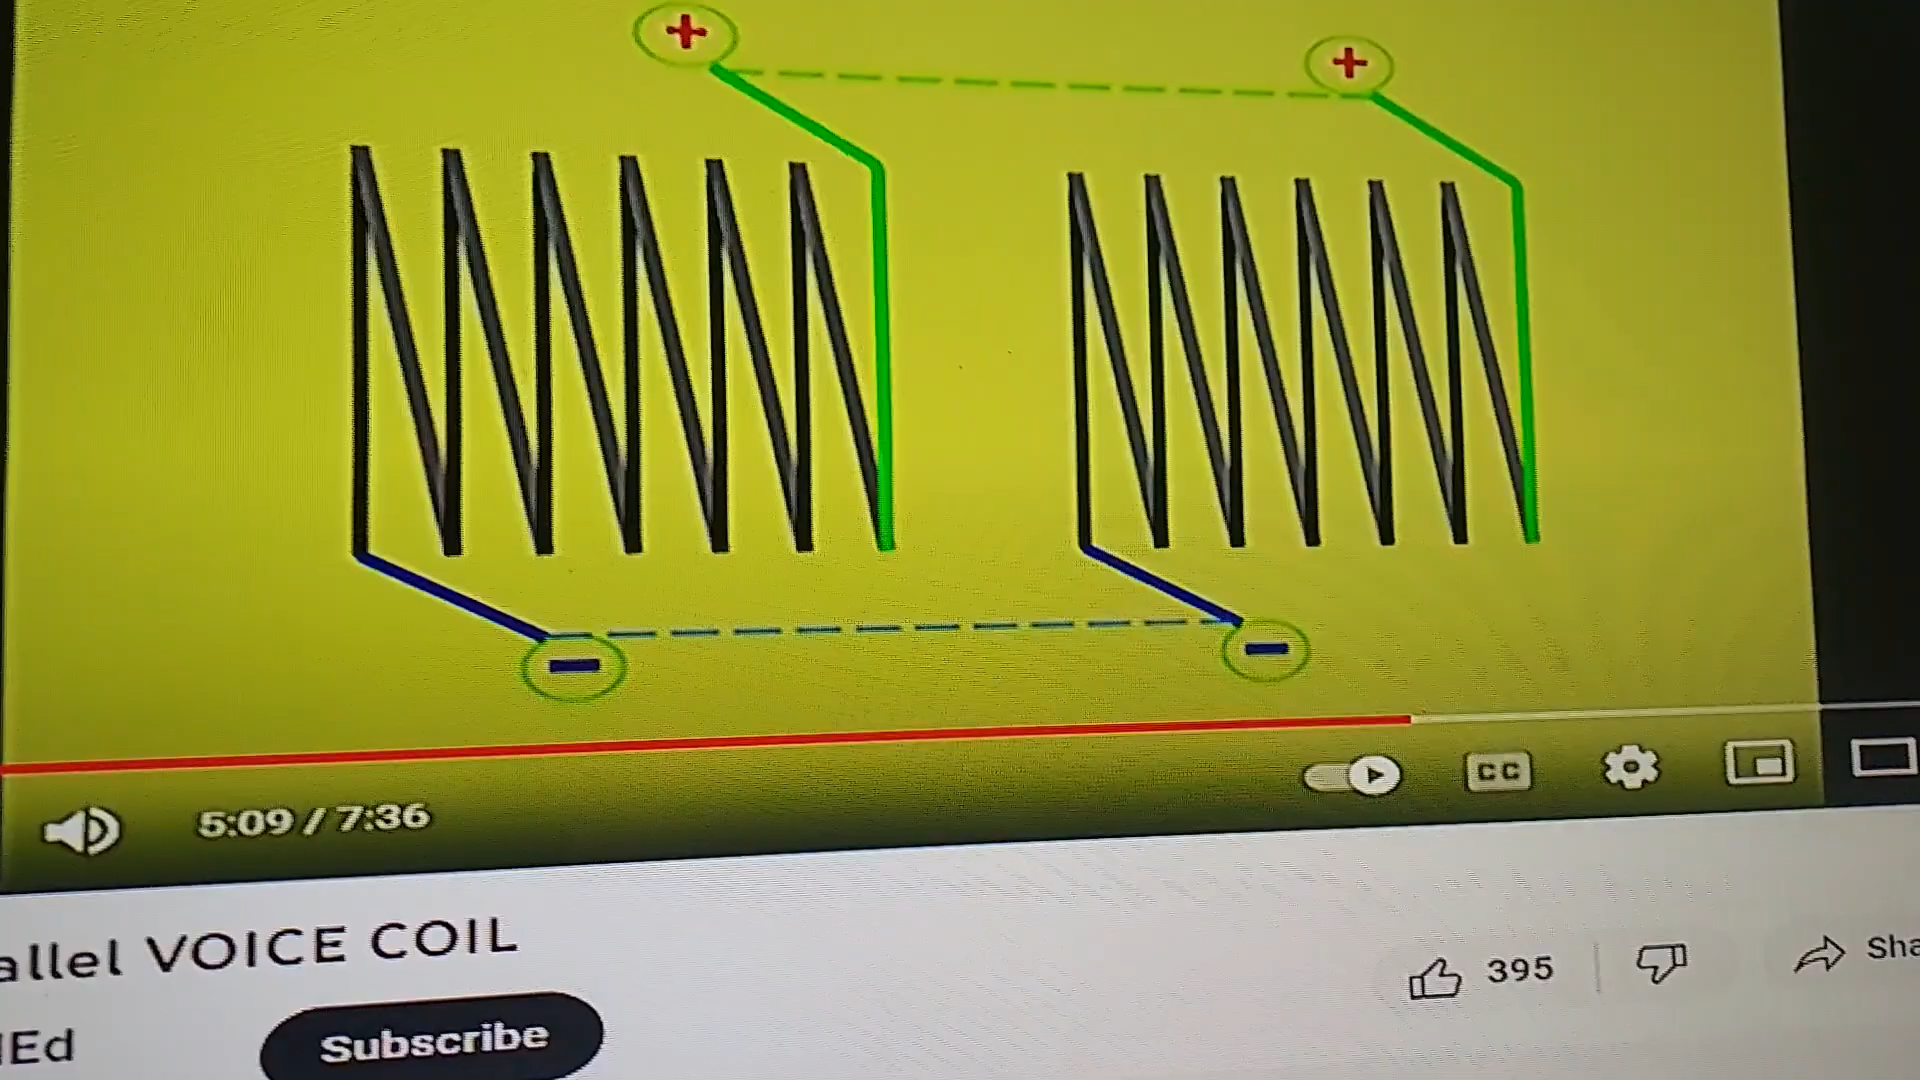 +
+
-
-
5:09 / 7:36
CC
allel VOICE COIL
395
Sha
Ed
Subscribe